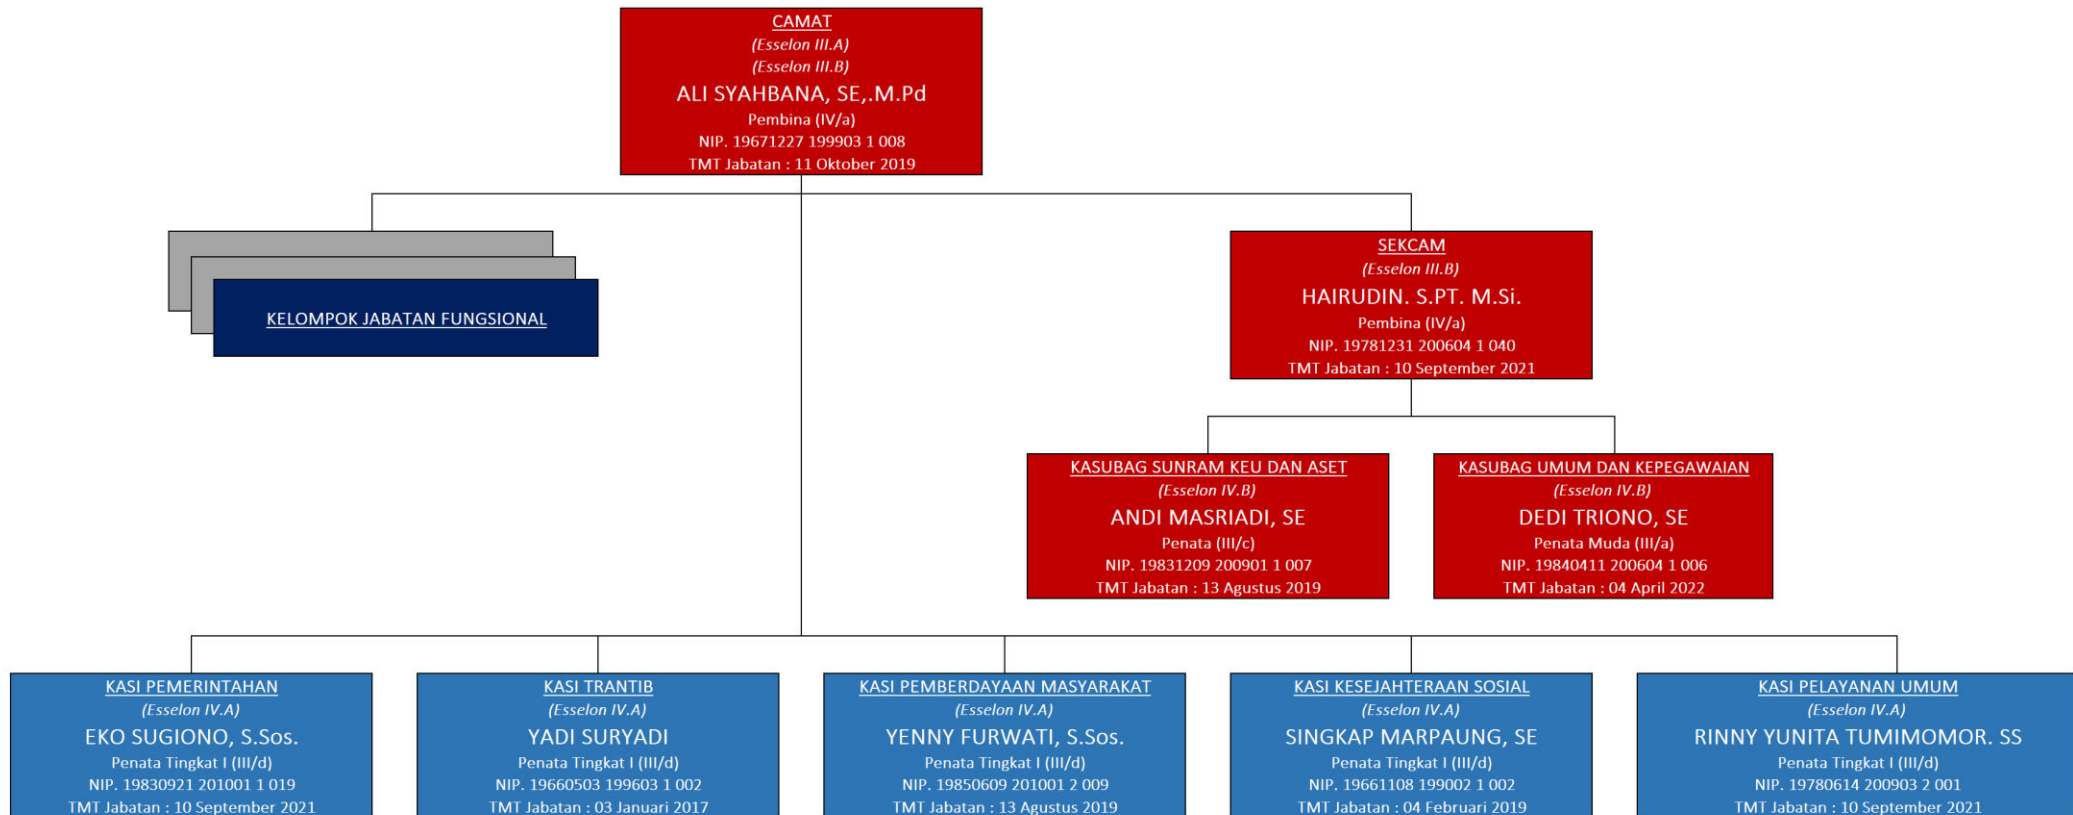 CAMAT
(Esselon III.A)
(Esselon III.B)
ALI SYAHBANA, SE,.M.Pd
Pembina (IV/a)
NIP. 19671227 199903 1 008
TMT Jabatan : 11 Oktober 2019
KELOMPOK JABATAN FUNGSIONAL
SEKCAM
(Esselon III.B)
HAIRUDIN. S.PT. M.Si.
Pembina (IV/a)
NIP. 19781231 200604 1 040
TMT Jabatan : 10 September 2021
KASUBAG SUNRAM KEU DAN ASET
(Esselon IV.B)
ANDI MASRIADI, SE
Penata (III/c)
NIP. 19831209 200901 1 007
TMT Jabatan : 13 Agustus 2019
KASUBAG UMUM DAN KEPEGAWAIAN
(Esselon IV.B)
DEDI TRIONO, SE
Penata Muda (III/a)
NIP. 19840411 200604 1 006
TMT Jabatan : 04 April 2022
KASI PEMERINTAHAN
(Esselon IV.A)
EKO SUGIONO, S.Sos.
Penata Tingkat I (III/d)
NIP. 19830921 201001 1 019
TMT Jabatan : 10 September 2021
KASI TRANTIB
(Esselon IV.A)
YADI SURYADI
Penata Tingkat I (III/d)
NIP. 19660503 199603 1 002
TMT Jabatan : 03 Januari 2017
KASI PEMBERDAYAAN MASYARAKAT
(Esselon IV.A)
YENNY FURWATI, S.Sos.
Penata Tingkat I (III/d)
NIP. 19850609 201001 2 009
TMT Jabatan : 13 Agustus 2019
KASI KESEJAHTERAAN SOSIAL
(Esselon IV.A)
SINGKAP MARPAUNG, SE
Penata Tingkat I (III/d)
NIP. 19661108 199002 1 002
TMT Jabatan : 04 Februari 2019
KASI PELAYANAN UMUM
(Esselon IV.A)
RINNY YUNITA TUMIMOMOR. SS
Penata Tingkat I (III/d)
NIP. 19780614 200903 2 001
TMT Jabatan : 10 September 2021